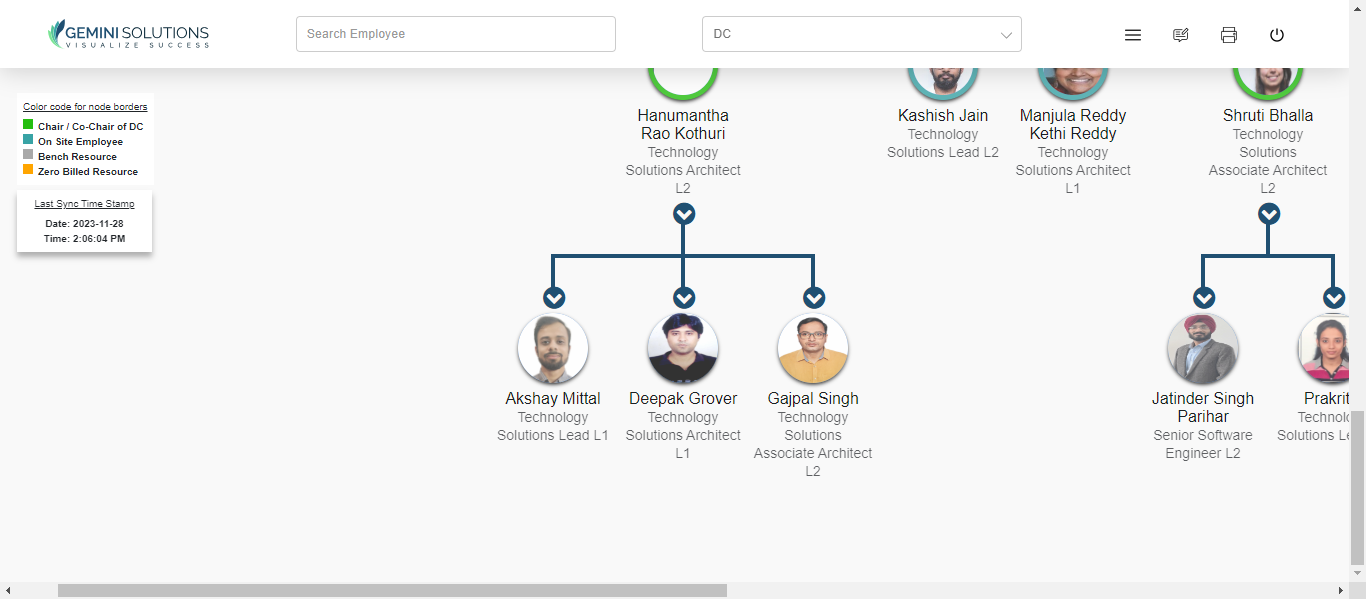 GEMINI SOLUTIONS
VISUALIZE SUCCESS
Search Employee
DC
Color code for node borders
Chair / Co-Chair of DC
On Site Employee
Bench Resource
Zero Billed Resource
Last Sync Time Stamp
Date: 2023-11-28
Time: 2:06:04 PM
Hanumantha
Rao Kothuri
Technology
Solutions Architect
L2
Kashish Jain
Technology
Solutions Lead L2
Manjula Reddy
Kethi Reddy
Technology
Solutions Architect
L1
Shruti Bhalla
Technology
Solutions
Associate Architect
L2
Akshay Mittal
Technology
Solutions Lead L1
Deepak Grover
Technology
Solutions Architect
L1
Gajpal Singh
Technology
Solutions
Associate Architect
L2
Jatinder Singh
Parihar
Senior Software
Engineer L2
Prakrit
Technol
Solutions Le